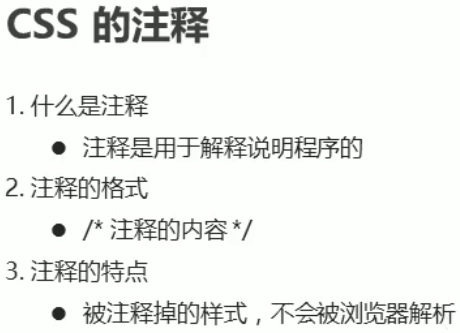 CSS 的注释
1. 什么是注释
● 注释是用于解释说明程序的
2. 注释的格式
● /* 注释的内容 */
3. 注释的特点
● 被注释掉的样式，不会被浏览器解析